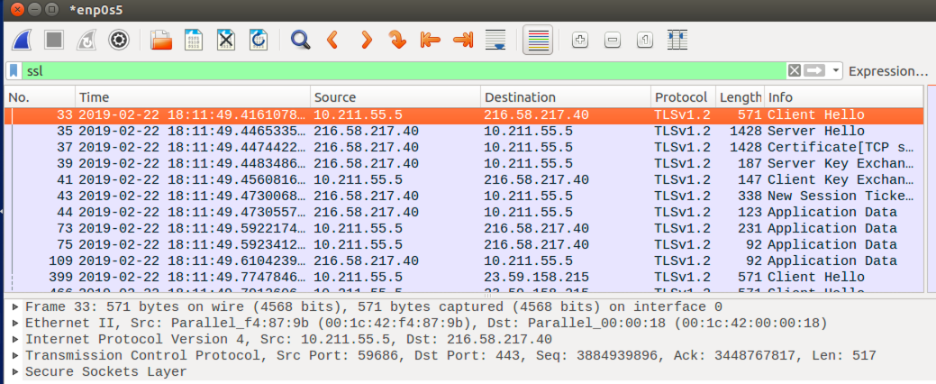 *enp0s5
ssl Expression…
No. Time Source Destination Protocol Length Info
33 2019-02-22 18:11:49.4161078… 10.211.55.5 216.58.217.40 TLSv1.2 571 Client Hello
35 2019-02-22 18:11:49.4465335… 216.58.217.40 10.211.55.5 TLSv1.2 1428 Server Hello
37 2019-02-22 18:11:49.4474422… 216.58.217.40 10.211.55.5 TLSv1.2 1428 Certificate[TCP s…
39 2019-02-22 18:11:49.4483486… 216.58.217.40 10.211.55.5 TLSv1.2 187 Server Key Exchan…
41 2019-02-22 18:11:49.4560816… 10.211.55.5 216.58.217.40 TLSv1.2 147 Client Key Exchan…
43 2019-02-22 18:11:49.4730068… 216.58.217.40 10.211.55.5 TLSv1.2 338 New Session Ticke…
44 2019-02-22 18:11:49.4730557… 216.58.217.40 10.211.55.5 TLSv1.2 123 Application Data
73 2019-02-22 18:11:49.5922174… 10.211.55.5 216.58.217.40 TLSv1.2 231 Application Data
75 2019-02-22 18:11:49.5923412… 10.211.55.5 216.58.217.40 TLSv1.2 92 Application Data
109 2019-02-22 18:11:49.6104239… 216.58.217.40 10.211.55.5 TLSv1.2 92 Application Data
399 2019-02-22 18:11:49.7747846… 10.211.55.5 23.59.158.215 TLSv1.2 571 Client Hello
Frame 33: 571 bytes on wire (4568 bits), 571 bytes captured (4568 bits) on interface 0
Ethernet II, Src: Parallel_f4:87:9b (00:1c:42:f4:87:9b), Dst: Parallel_00:00:18 (00:1c:42:00:00:18)
Internet Protocol Version 4, Src: 10.211.55.5, Dst: 216.58.217.40
Transmission Control Protocol, Src Port: 59686, Dst Port: 443, Seq: 3884939896, Ack: 3448767817, Len: 517
Secure Sockets Layer